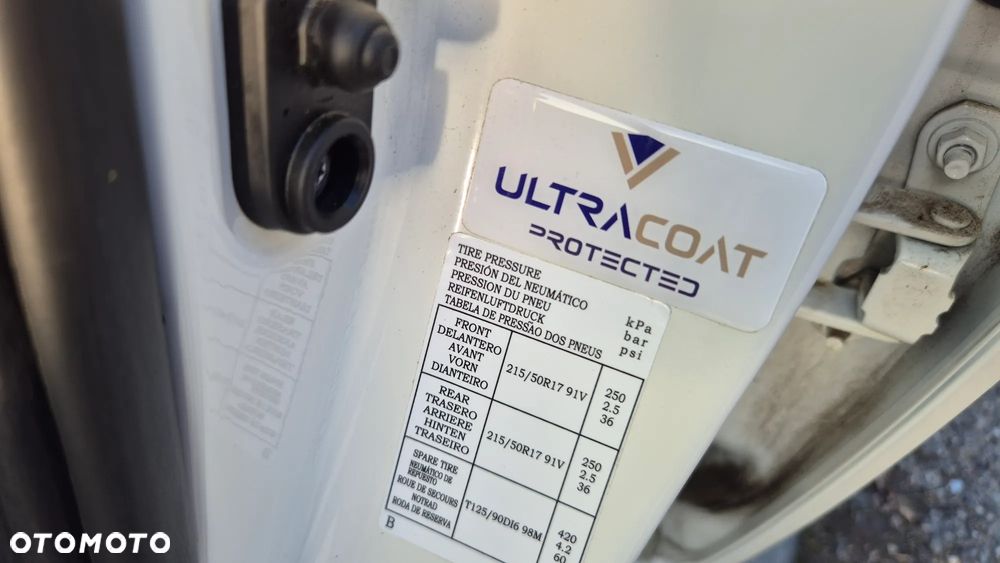 ULTRACOAT
PROTECTED
TIRE PRESSURE
PRESIÓN DEL NEUMÁTICO
PRESSION DU PNEU
REIFENLUFTDRUCK
TABELA DE PRESSÃO DOS PNEUS
kPa
bar
psi
FRONT
DELANTERO
AVANT
VORN
DIANTEIRO
215/50R17 91V
250
2.5
36
REAR
TRASERO
ARRIERE
HINTEN
TRASEIRO
215/50R17 91V
250
2.5
36
SPARE TIRE
NEUMÁTICO DE
REPUESTO
ROUE DE SECOURS
NOTRAD
RODA DE RESERVA
T125/90D16 98M
420
4.2
60
B
OTOMOTO